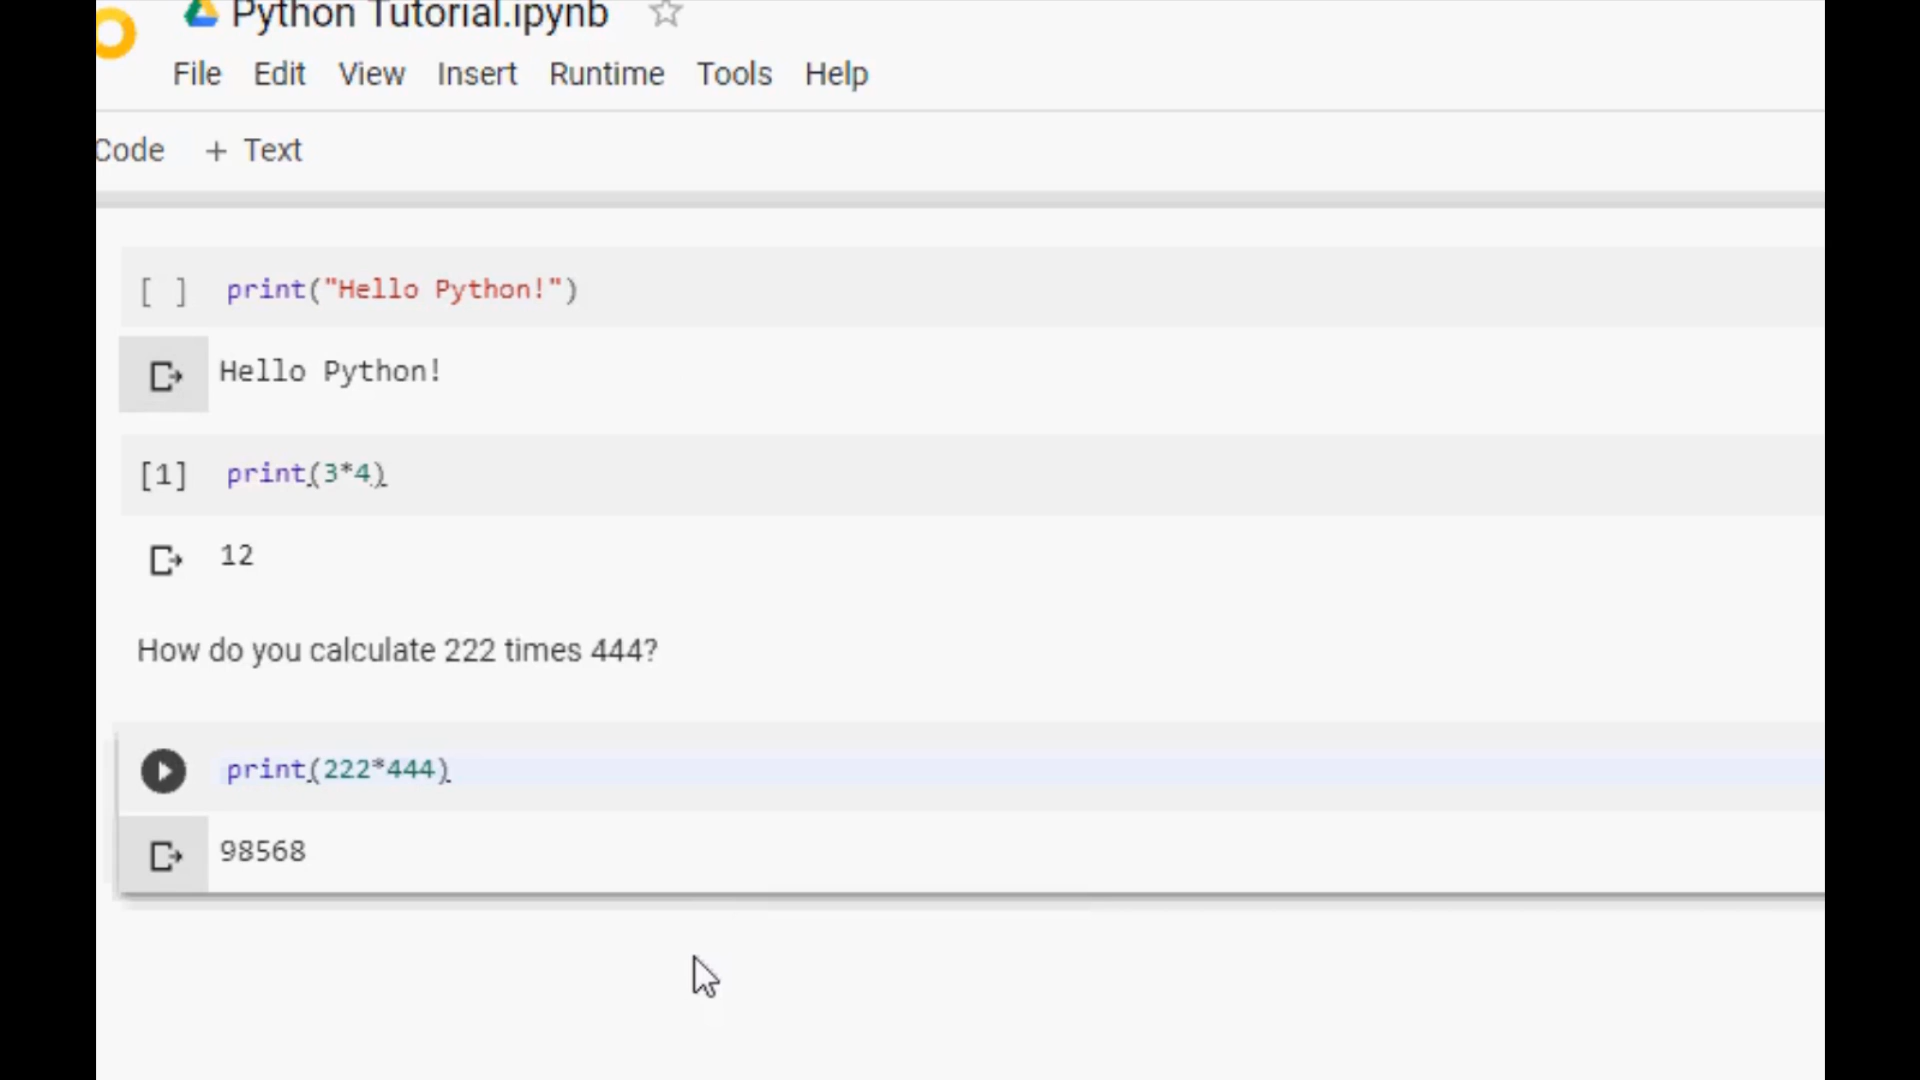 Python Tutorial.ipynb
File Edit View Insert Runtime Tools Help
Code + Text
[ ] print("Hello Python!")
Hello Python!
[1] print(3*4)
12
How do you calculate 222 times 444?
print(222*444)
98568